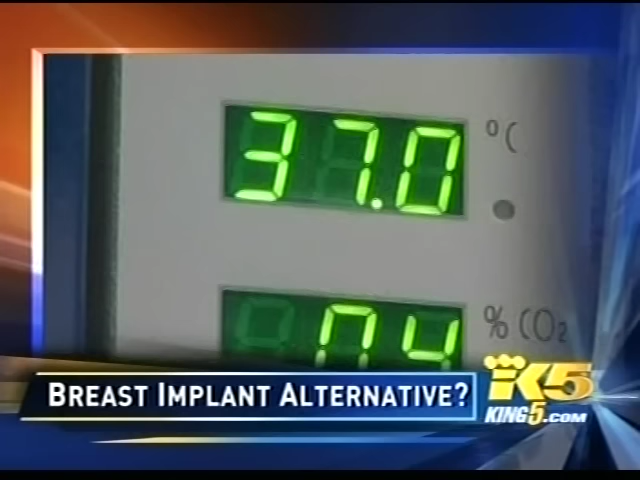 37.0 °C
% CO2
BREAST IMPLANT ALTERNATIVE?
K5
KING5.COM